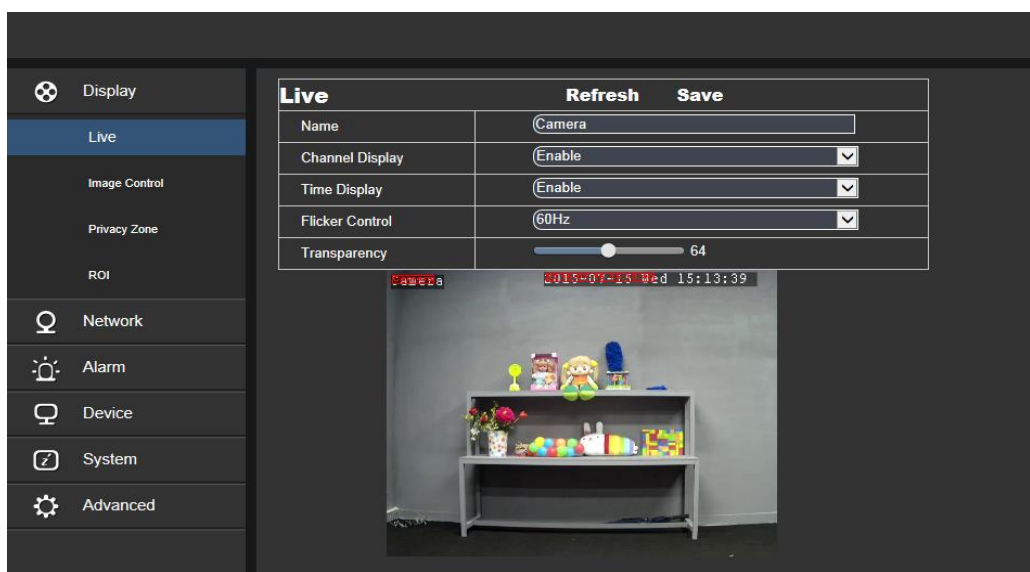 Display
Live
Image Control
Privacy Zone
ROI
Network
Alarm
Device
System
Advanced
Live Refresh Save
Name Camera
Channel Display Enable
Time Display Enable
Flicker Control 60Hz
Transparency 64
Camera 2015-07-15 Wed 15:13:39